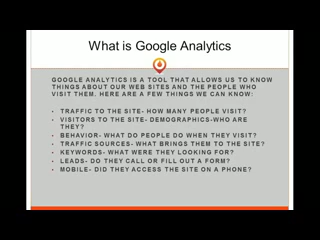 What is Google Analytics
GOOGLE ANALYTICS IS A TOOL THAT ALLOWS US TO KNOW
THINGS ABOUT OUR WEB SITES AND THE PEOPLE WHO
VISIT THEM. HERE ARE A FEW THINGS WE CAN KNOW:
• TRAFFIC TO THE SITE- HOW MANY PEOPLE VISIT?
• VISITORS TO THE SITE- DEMOGRAPHICS-WHO ARE
THEY?
• BEHAVIOR- WHAT DO PEOPLE DO WHEN THEY VISIT?
• TRAFFIC SOURCES- WHAT BRINGS THEM TO THE SITE?
• KEYWORDS- WHAT WERE THEY LOOKING FOR?
• LEADS- DO THEY CALL OR FILL OUT A FORM?
• MOBILE- DID THEY ACCESS THE SITE ON A PHONE?